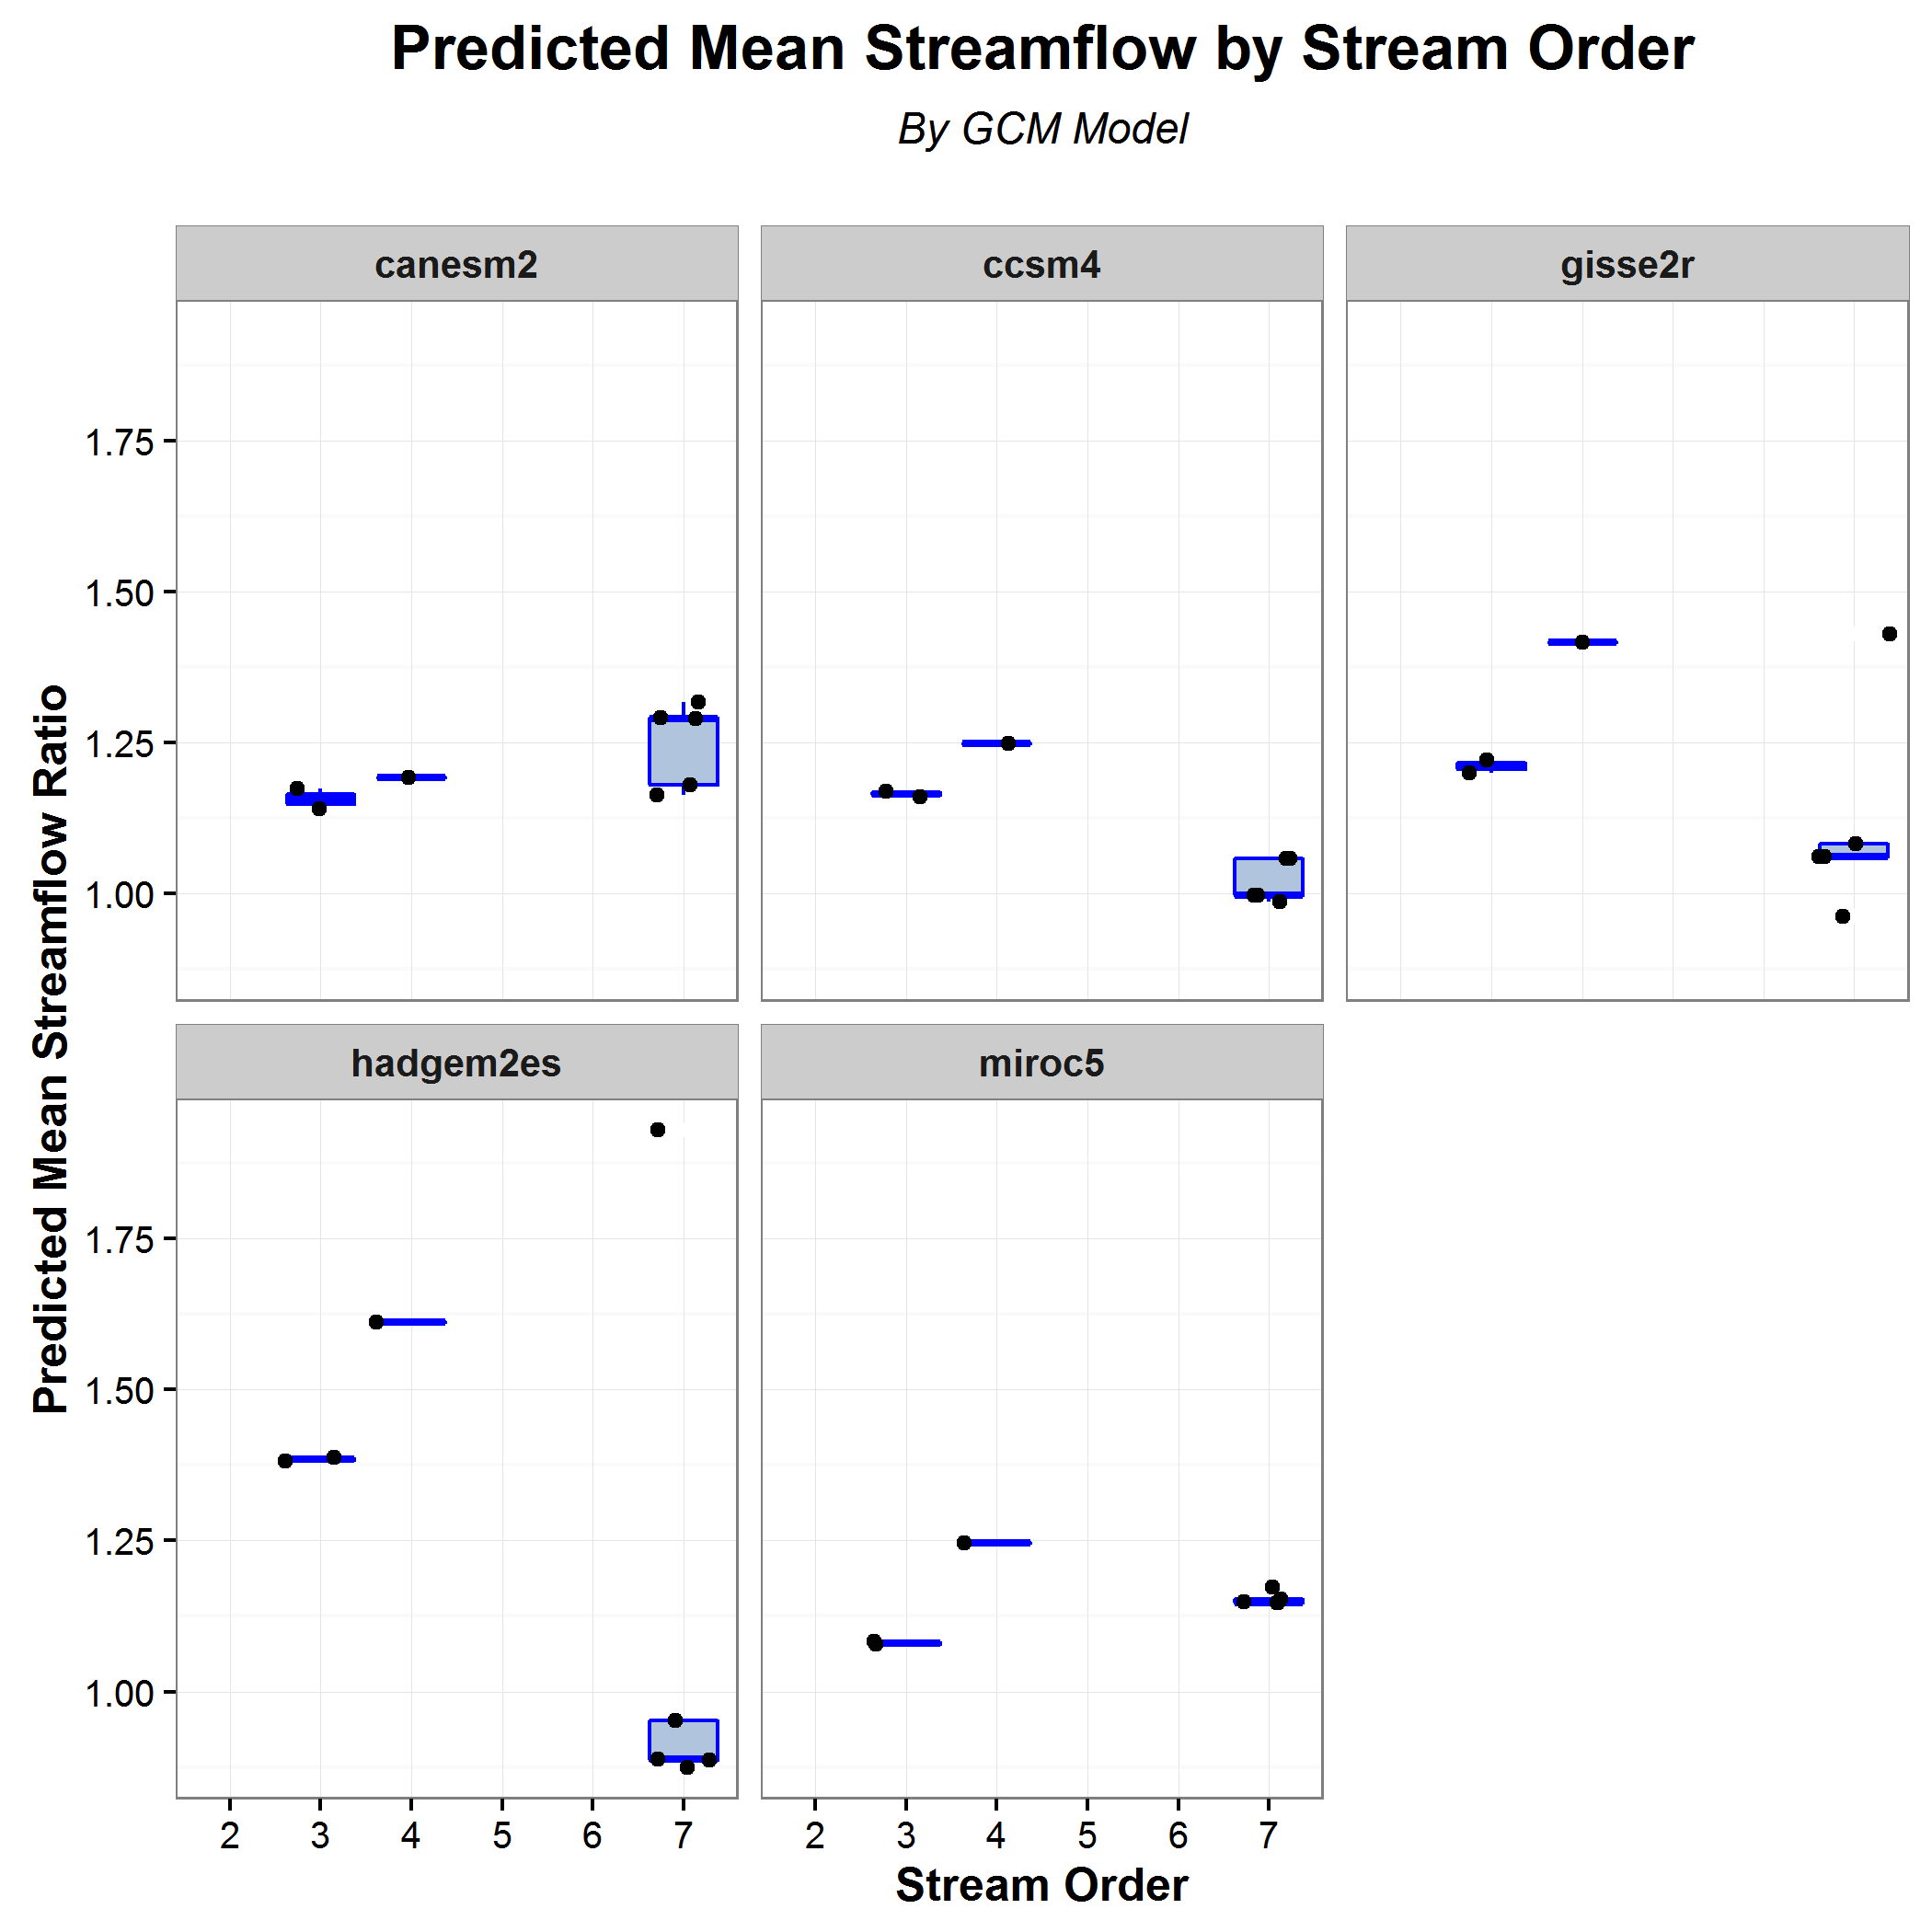 Predicted Mean Streamflow by Stream Order
By GCM Model
canesm2
ccsm4
gisse2r
1.75
1.50
1.25
1.00
Predicted Mean Streamflow Ratio
hadgem2es
miroc5
1.75
1.50
1.25
1.00
2 3 4 5 6 7
2 3 4 5 6 7
Stream Order